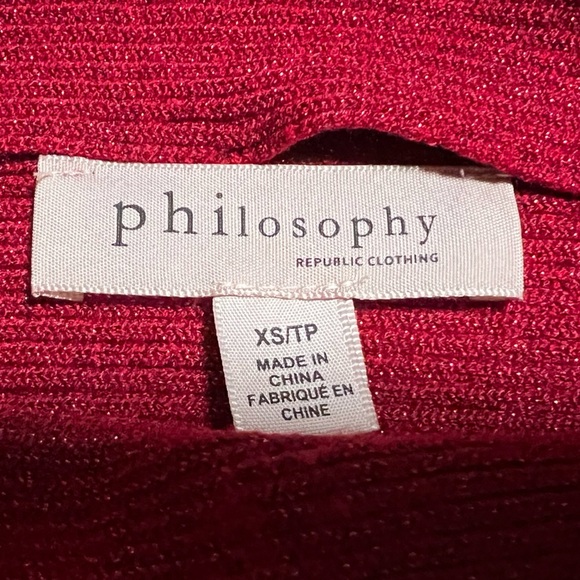 philosophy
REPUBLIC CLOTHING
XS/TP
MADE IN
CHINA
FABRIQUÉ EN
CHINE